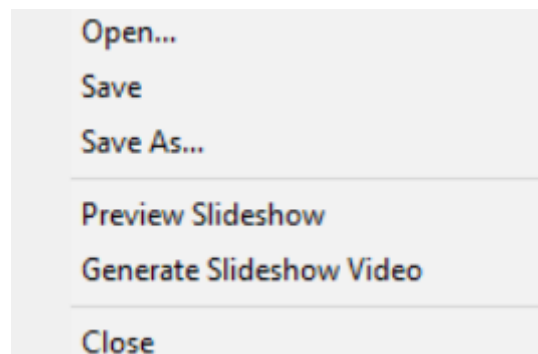 Open...
Save
Save As...
Preview Slideshow
Generate Slideshow Video
Close